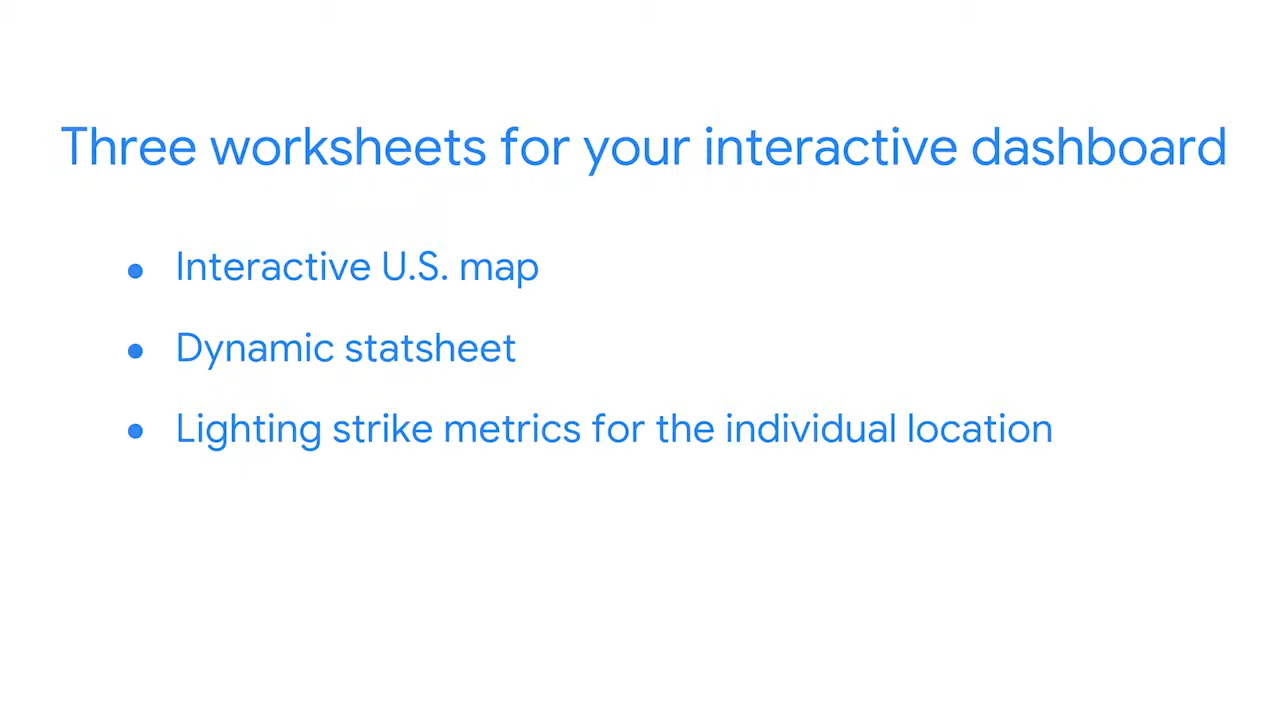 Three worksheets for your interactive dashboard
• Interactive U.S. map
• Dynamic statsheet
• Lighting strike metrics for the individual location